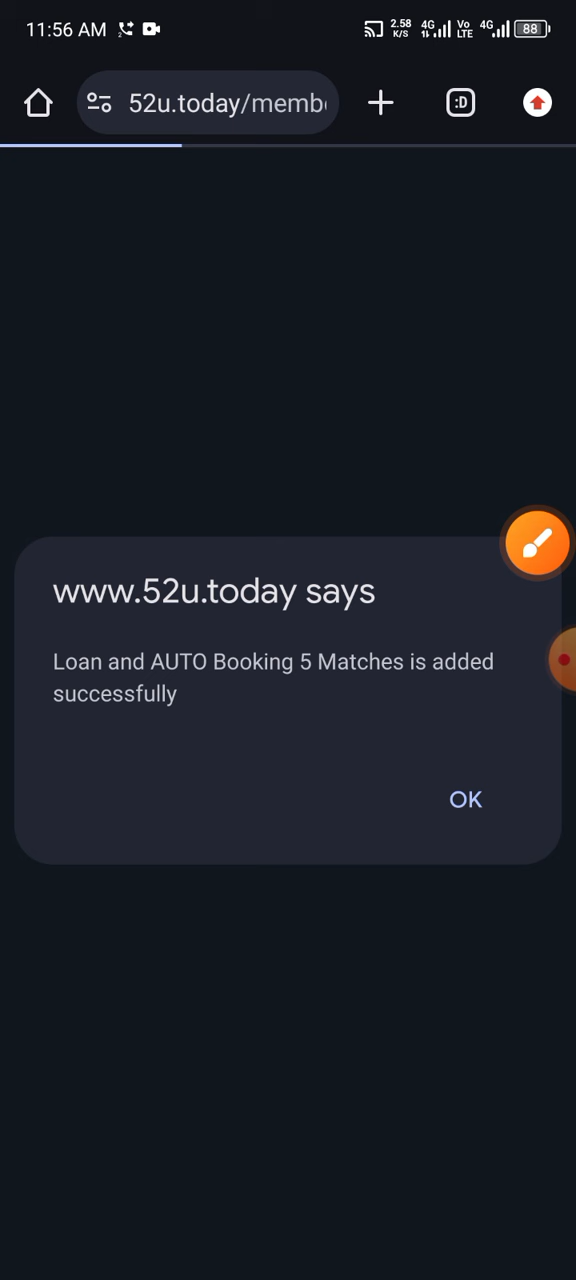 11:56 AM 2 2.58 K/S 4G Vo LTE 4G 88
52u.today/memb
:D
www.52u.today says
Loan and AUTO Booking 5 Matches is added
successfully
OK